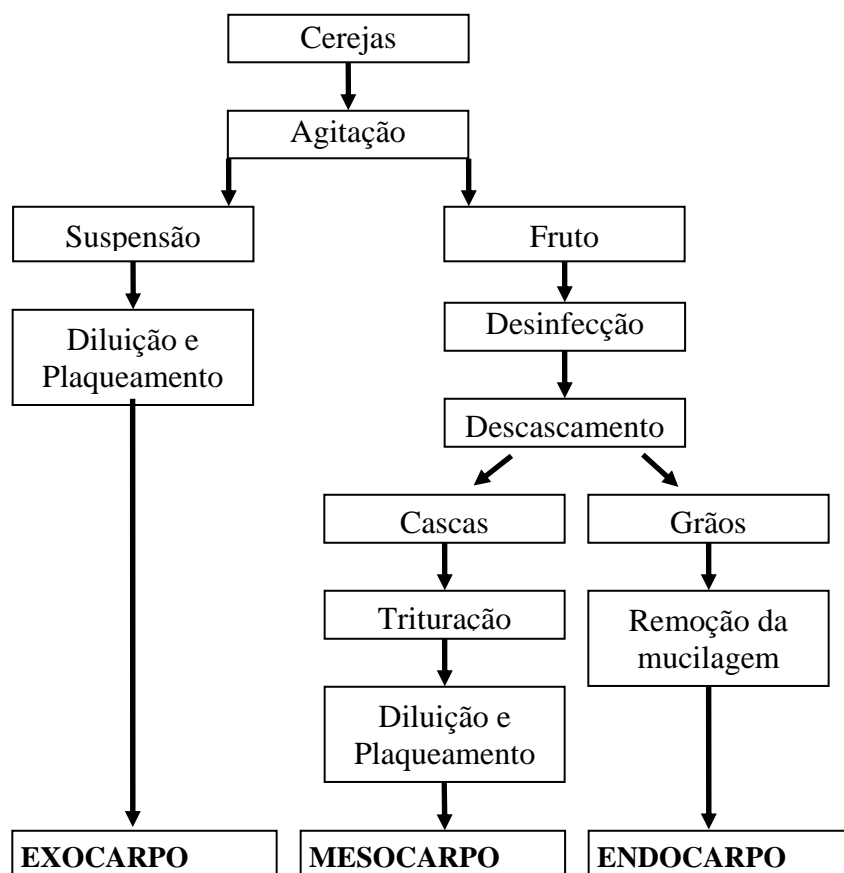 Cerejas
Agitação
Suspensão
Fruto
Diluição e
Plaqueamento
Desinfecção
Descascamento
Cascas
Grãos
Trituração
Remoção da
mucilagem
Diluição e
Plaqueamento
EXOCARPO
MESOCARPO
ENDOCARPO